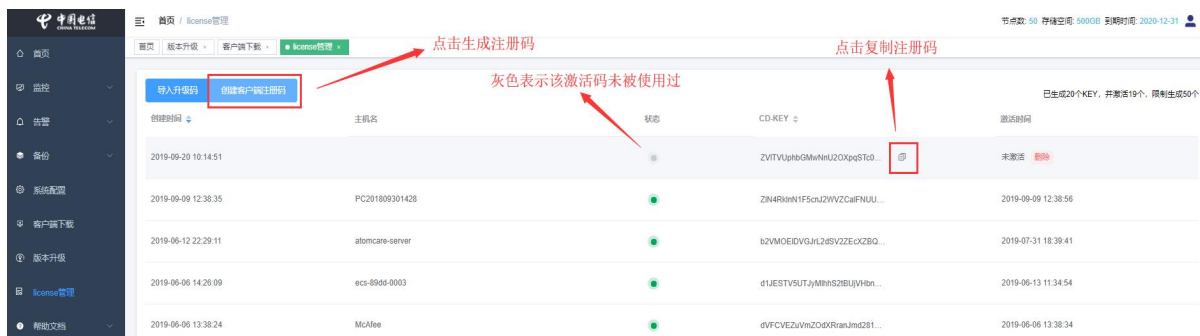 中国电信
CHINA TELECOM
首页 / license管理
节点数: 50 存储空间: 500GB 到期时间: 2020-12-31
首页
版本升级 ×
客户端下载 ×
license管理 ×
点击生成注册码
点击复制注册码
灰色表示该激活码未被使用过
首页
监控
告警
备份
系统配置
客户端下载
版本升级
license管理
帮助文档
导入升级码
创建客户端注册码
已生成20个KEY，并激活19个，限制生成50个
创建时间 主机名 状态 CD-KEY 激活时间
2019-09-20 10:14:51 ZVlTVUphbGMwNnU2OXpqSTc0... 未激活 删除
2019-09-09 12:38:35 PC201809301428 ZlN4RklnN1F5cnJ2WVZCalFNUU... 2019-09-09 12:38:56
2019-06-12 22:29:11 atomcare-server b2VMOElDVGJrL2dSV2ZEcXZBQ... 2019-07-31 18:39:41
2019-06-06 14:26:09 ecs-89dd-0003 d1JESTV5UTJyMlhhS2tBUjVHbn... 2019-06-13 11:34:54
2019-06-06 13:38:24 McAfee dVFCVEZuVmZOdXRranJmd281... 2019-06-06 13:38:34